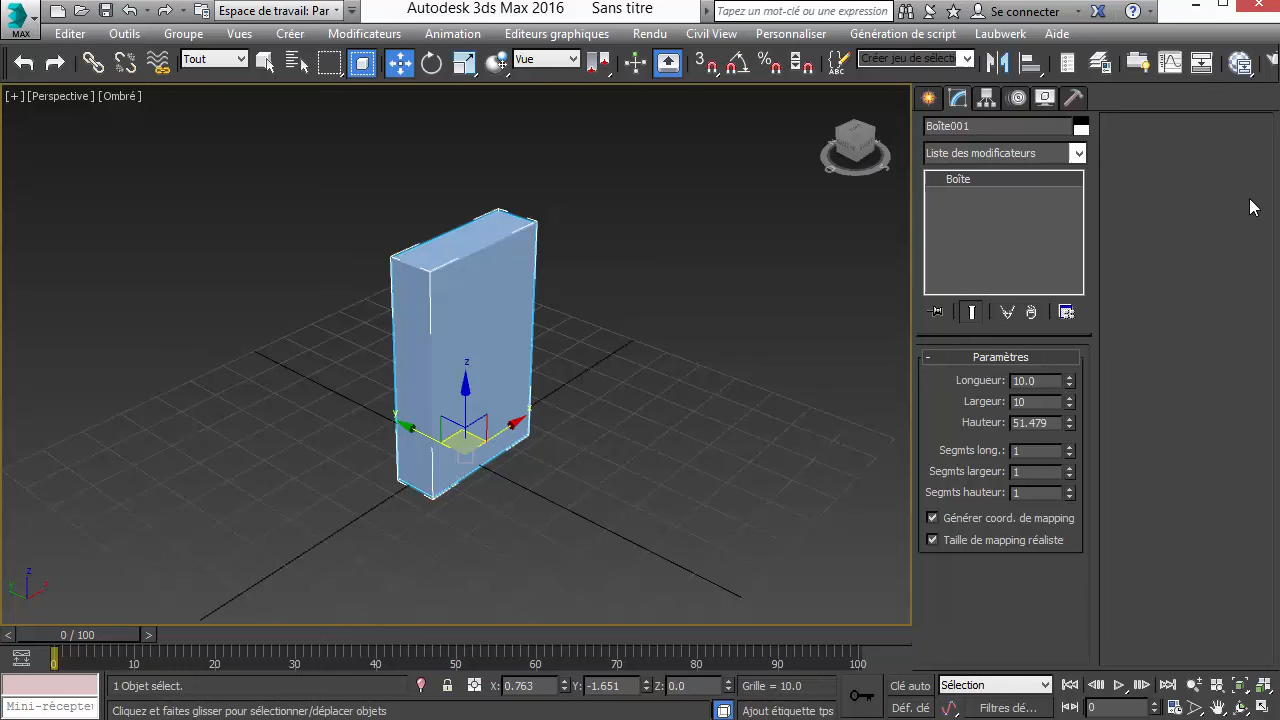 Espace de travail: Par
Autodesk 3ds Max 2016 Sans titre
Tapez un mot-clé ou une expression
Se connecter
MAX
Editer Outils Groupe Vues Créer Modificateurs Animation Editeurs graphiques Rendu Civil View Personnaliser Génération de script Laubwerk Aide
Tout
Vue
3
%
ABC
Créer jeu de sélecti
[+] [Perspective] [Ombré]
Boîte001
Liste des modificateurs
Boîte
- Paramètres
Longueur: 10.0
Largeur: 10
Hauteur: 51.479
Segmts long.: 1
Segmts largeur: 1
Segmts hauteur: 1
Générer coord. de mapping
Taille de mapping réaliste
z
z
< 0 / 100 >
0 10 20 30 40 50 60 70 80 90 100
1 Objet sélect.
X: 0.763 Y: -1.651 Z: 0.0
Grille = 10.0
Clé auto
Sélection
Mini-récepte
Cliquez et faites glisser pour sélectionner/déplacer objets
Ajout étiquette tps
Déf. dé
Filtres clé...
0